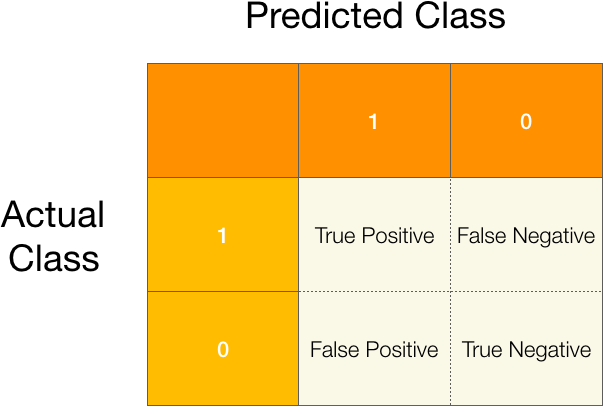 Predicted Class
1 0
Actual
Class
1 True Positive False Negative
0 False Positive True Negative